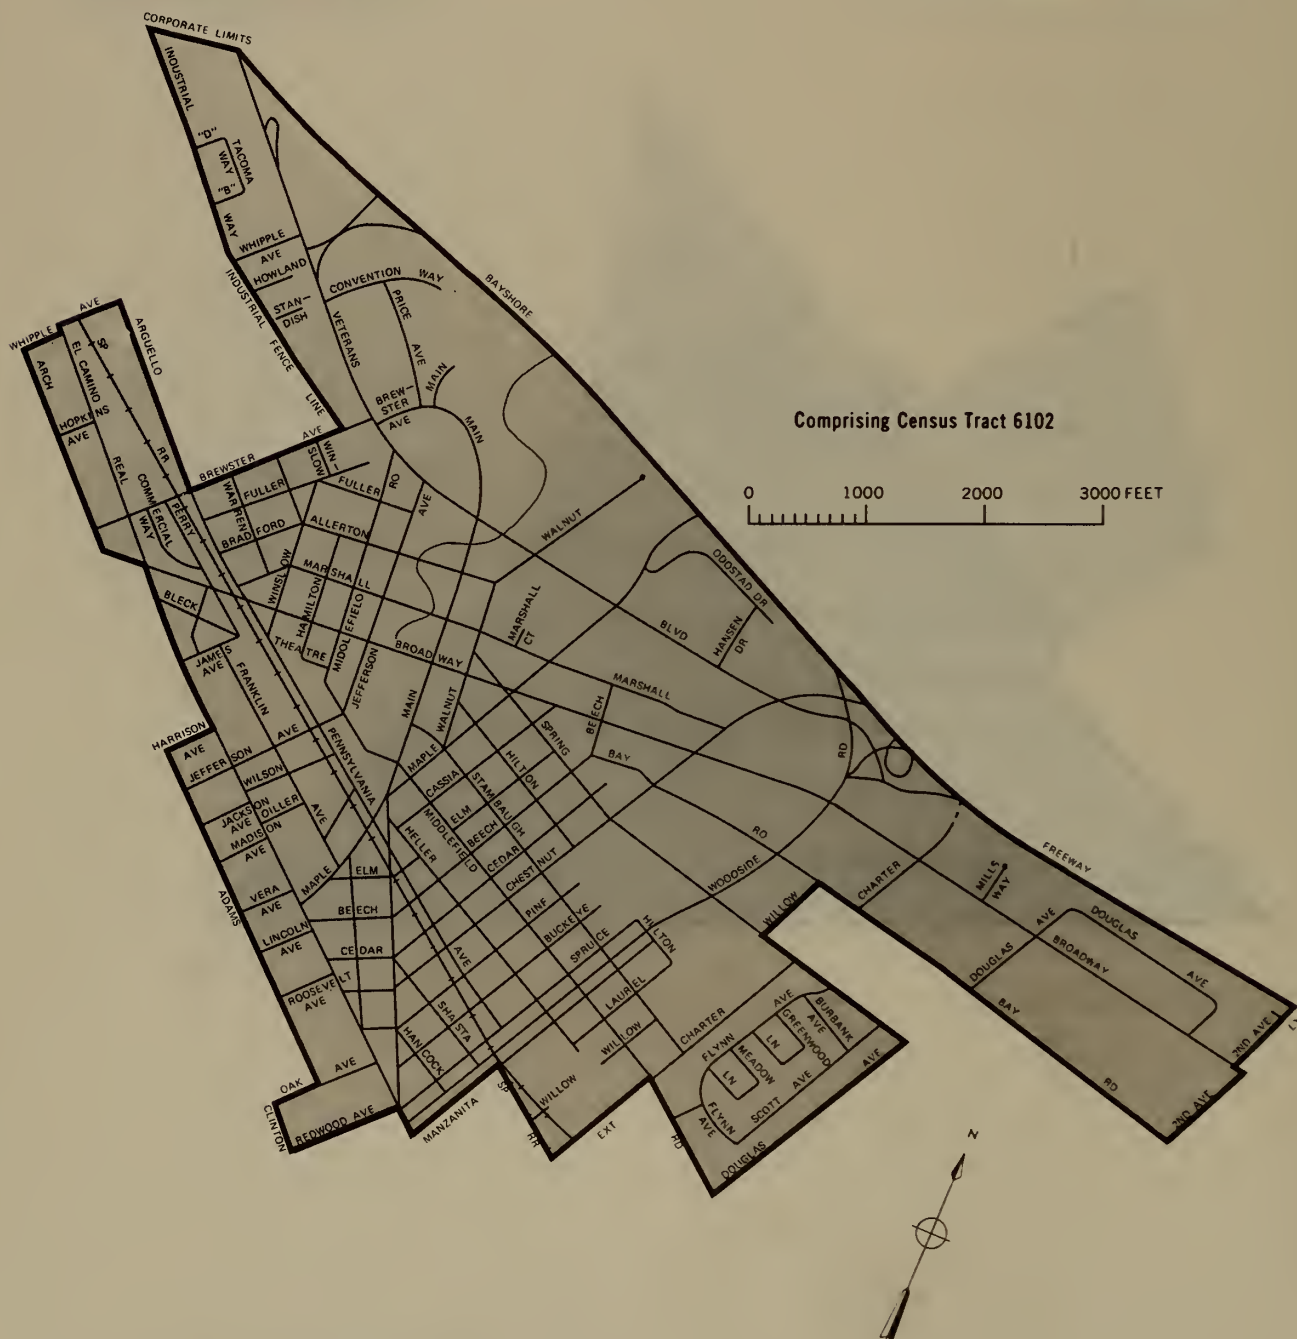 CORPORATE LIMITS
INDUSTRIAL
"D"
WAY
TACOMA
"B"
WAY
WHIPPLE
AVE
HOWLAND
STAN-
DISH
INDUSTRIAL FENCE LINE
CONVENTION WAY
PRICE AVE
VETERANS
BAYSHORE
BREW-
STER
AVE
MAIN
MAIN
WHIPPLE AVE
ARGUELLO
ARCH
EL CAMINO
SP
HOPKINS
AVE
REAL
RR
COMMERCIAL
WAY
PERRY
BREWSTER AVE
WIN-
SLOW
WARREN
FULLER
FULLER
RD
AVE
BRADFORD
ALLERTON
WALNUT
Comprising Census Tract 6102
0 1000 2000 3000 FEET
ODOSTAD DR
HANSEN
DR
BLVD
MARSHALL
CT
MARSHALL
WINSLOW
HAMILTON
MIDDLEFIELD
JEFFERSON
THEATRE
BROADWAY
MARSHALL
BLECK
JAMES
AVE
FRANKLIN
HARRISON
AVE
JEFFERSON AVE
WILSON
PENNSYLVANIA
MAIN
WALNUT
MAPLE
CASSIA
STAMBAUGH
HILTON
SPRING
BEECH
BAY
RD
RD
JACKSON
AVE
DILLER
AVE
MADISON
AVE
ELM
MIDDLEFIELD
BEECH
HELLER
CEDAR
CHESTNUT
VERA
AVE
MAPLE
ELM
ADAMS
LINCOLN
AVE
BEECH
CEDAR
ROOSEVELT
AVE
PINE
BUCKEYE
SPRUCE
HILTON
LAUREL
WILLOW
AVE
SHASTA
HANCOCK
WOODSIDE
WILLOW
CHARTER
MILLS
WAY
FREEWAY
DOUGLAS AVE
DOUGLAS
AVE
BROADWAY
BAY
RD
2ND AVE
2ND AVE
CHARTER
FLYNN
AVE
BURBANK
AVE
GREENWOOD
LN
MEADOW
LN
SCOTT AVE
FLYNN
AVE
DOUGLAS
AVE
OAK AVE
CLINTON
REDWOOD AVE
MANZANITA
SP
RR
WILLOW
EXT
RD
N